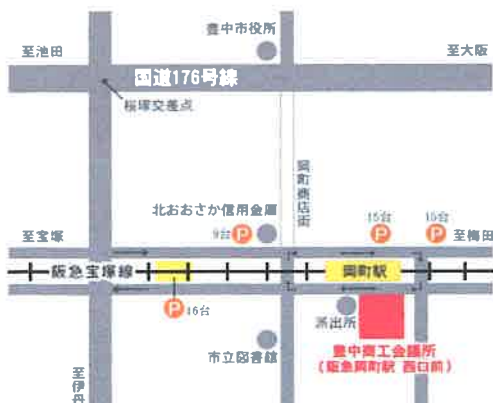 豊中市役所
至池田
至大阪
国道176号線
桜塚交差点
岡町商店街
北おおさか信用金庫
15台
15台
P
P
9台 P
至宝塚
至梅田
阪急宝塚線
岡町駅
P 16台
派出所
市立図書館
豊中商工会議所
(阪急岡町駅 西口前)
至伊丹